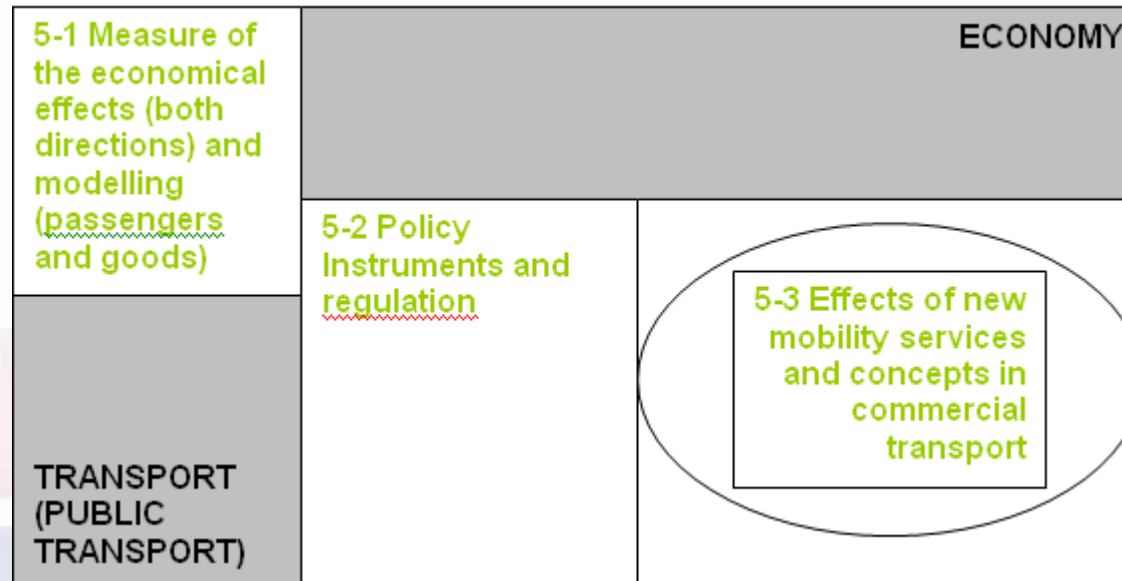 5-1 Measure of
the economical
effects (both
directions) and
modelling
(passengers
and goods)
ECONOMY
5-2 Policy
Instruments and
regulation
5-3 Effects of new
mobility services
and concepts in
commercial
transport
TRANSPORT
(PUBLIC
TRANSPORT)